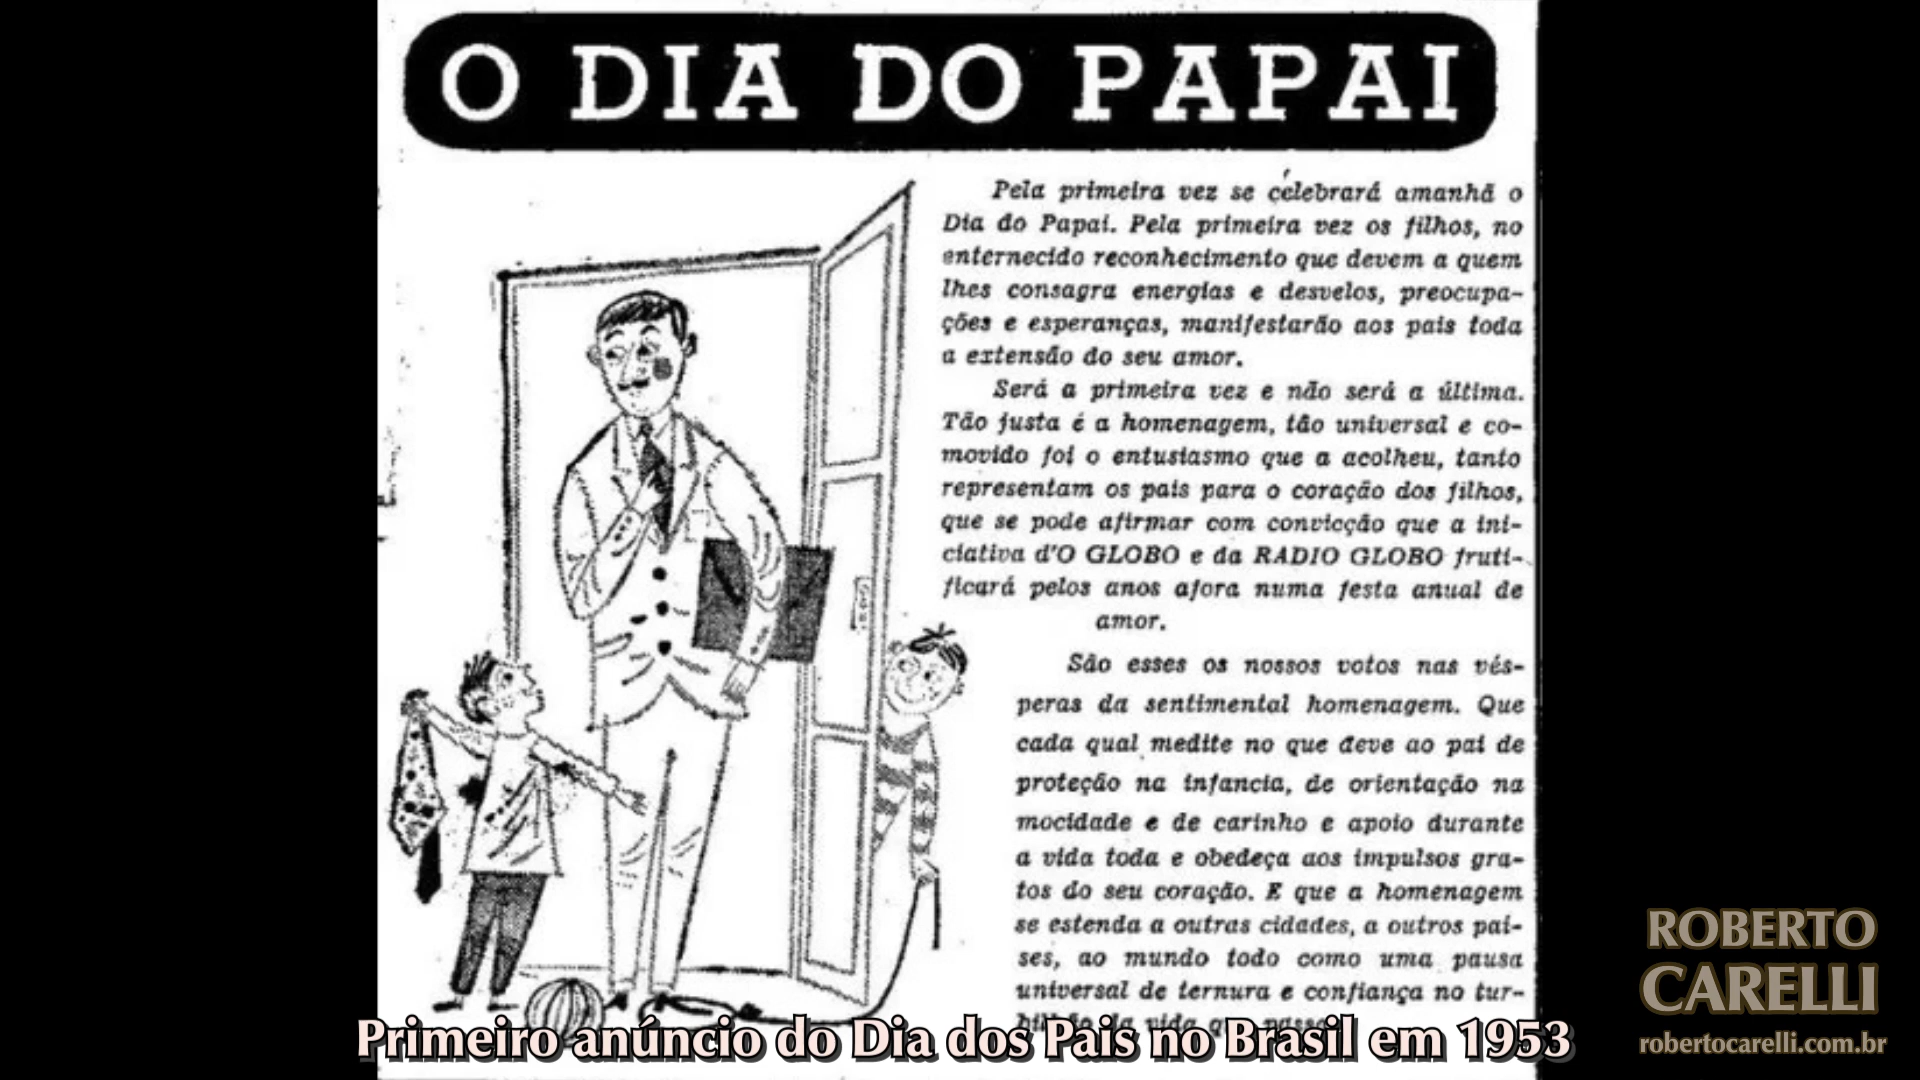 O DIA DO PAPAI
Pela primeira vez se celebrará amanhã o
Dia do Papai. Pela primeira vez os filhos, no
enternecido reconhecimento que devem a quem
lhes consagra energias e desvelos, preocupa-
ções e esperanças, manifestarão aos pais toda
a extensão do seu amor.
Será a primeira vez e não será a última.
Tão justa é a homenagem, tão universal e co-
movido foi o entusiasmo que a acolheu, tanto
representam os pais para o coração dos filhos,
que se pode afirmar com convicção que a ini-
ciativa d'O GLOBO e da RADIO GLOBO fruti-
ficará pelos anos afora numa festa anual de
amor.
São esses os nossos votos nas vés-
peras da sentimental homenagem. Que
cada qual medite no que deve ao pai de
proteção na infancia, de orientação na
mocidade e de carinho e apoio durante
a vida toda e obedeça aos impulsos gra-
tos do seu coração. E que a homenagem
se estenda a outras cidades, a outros pai-
ses, ao mundo todo como uma pausa
universal de ternura e confiança no tur-
da vida que
Primeiro anúncio do Dia dos Pais no Brasil em 1953
ROBERTO
CARELLI
robertocarelli.com.br